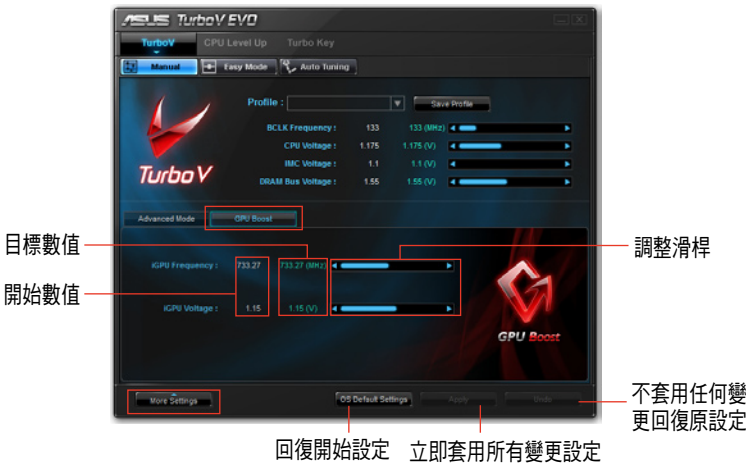 ASUS TurboV EVO
TurboV CPU Level Up Turbo Key
Manual Easy Mode Auto Tuning
Profile : Save Profile
BCLK Frequency : 133 133 (MHz)
CPU Voltage : 1.175 1.175 (V)
IMC Voltage : 1.1 1.1 (V)
DRAM Bus Voltage : 1.55 1.55 (V)
TurboV
Advanced Mode GPU Boost
目標數值
調整滑桿
iGPU Frequency : 733.27 733.27 (MHz)
開始數值
iGPU Voltage : 1.15 1.15 (V)
GPU Boost
More Settings OS Default Settings Apply Undo
不套用任何變
更回復原設定
回復開始設定 立即套用所有變更設定